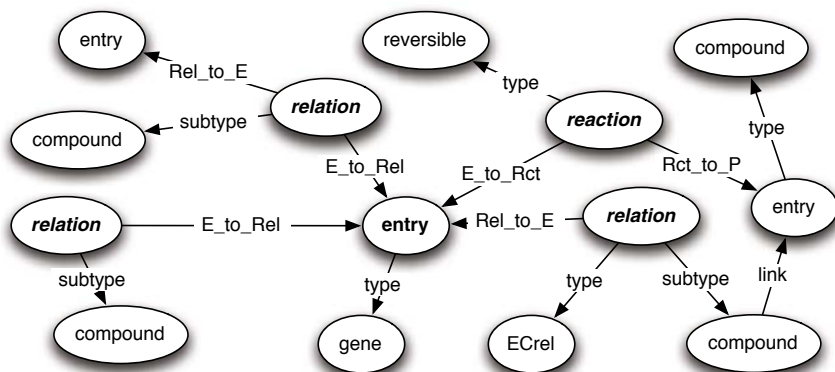 entry
reversible
compound
Rel_to_E
relation
type
subtype
compound
reaction
type
E_to_Rel
E_to_Rct
Rct_to_P
relation
E_to_Rel
entry
Rel_to_E
relation
entry
subtype
type
type
subtype
link
compound
gene
ECrel
compound